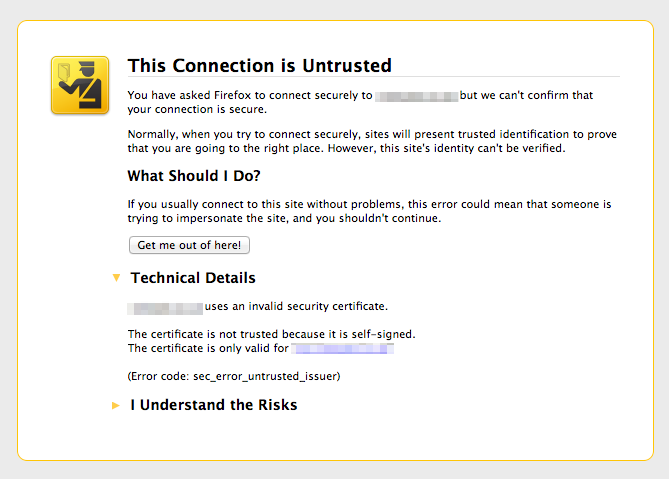 This Connection is Untrusted
You have asked Firefox to connect securely to but we can't confirm that
your connection is secure.
Normally, when you try to connect securely, sites will present trusted identification to prove
that you are going to the right place. However, this site's identity can't be verified.
What Should I Do?
If you usually connect to this site without problems, this error could mean that someone is
trying to impersonate the site, and you shouldn't continue.
Get me out of here!
Technical Details
uses an invalid security certificate.
The certificate is not trusted because it is self-signed.
The certificate is only valid for
(Error code: sec_error_untrusted_issuer)
I Understand the Risks